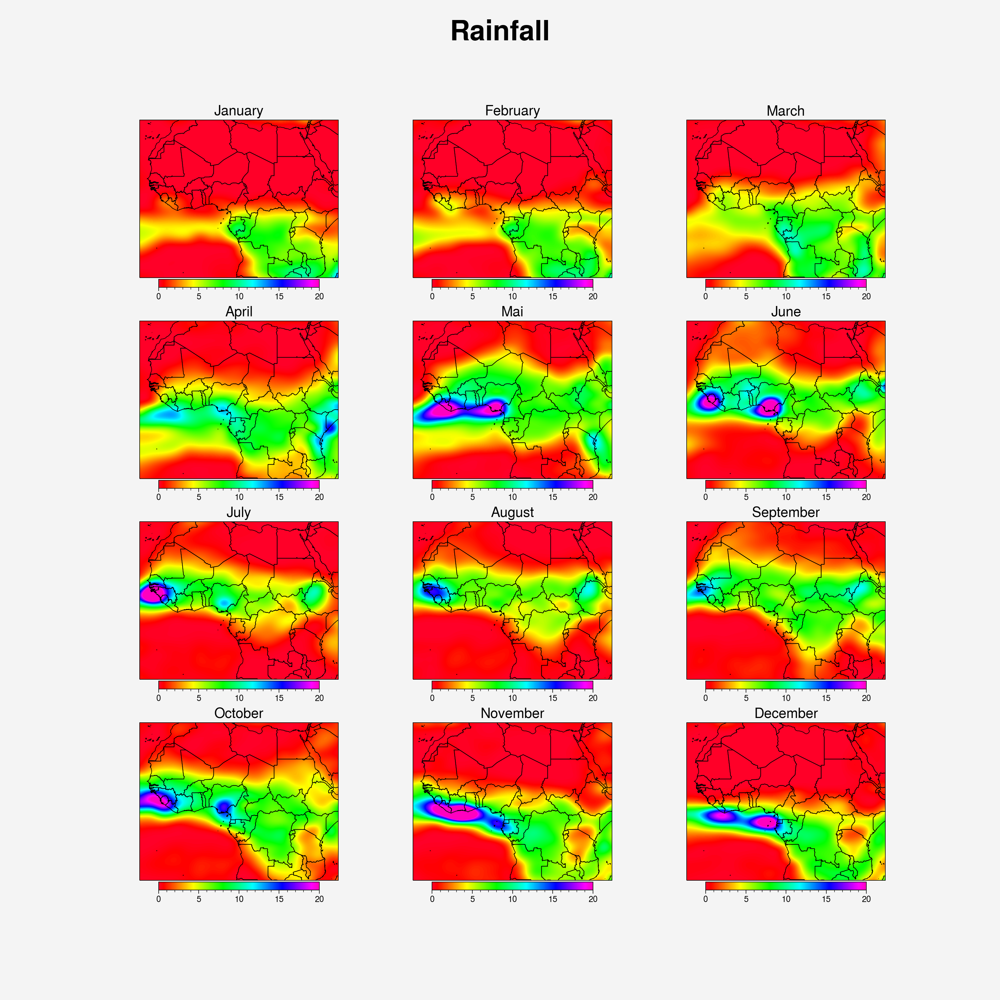 Rainfall
January February March
0 5 10 15 20 0 5 10 15 20 0 5 10 15 20
April Mai June
0 5 10 15 20 0 5 10 15 20 0 5 10 15 20
July August September
0 5 10 15 20 0 5 10 15 20 0 5 10 15 20
October November December
0 5 10 15 20 0 5 10 15 20 0 5 10 15 20